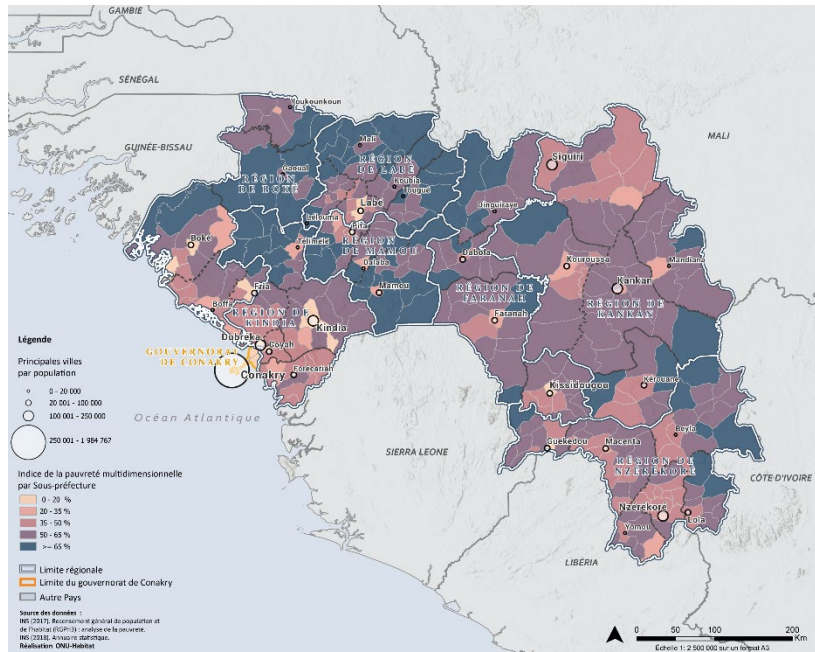 GAMBIE
SÉNÉGAL
GUINÉE-BISSAU
MALI
Youkounkoun
Mali
RÉGION
DE LABÉ
Gaoual
RÉGION
DE BOKÉ
Koubia
Tougué
Siguiri
Dinguiraye
Labé
Lélouma
Pita
Boké
Télimélé
RÉGION
DE MAMOU
Dalaba
Dabola
Kouroussa
Mandiana
Fria
Mamou
Kankan
RÉGION DE
KANKAN
RÉGION DE
FARANAH
Boffa
RÉGION DE
KINDIA
Kindia
Faranah
Dubréka
Coyah
GOUVERNORAT
DE CONAKRY
Conakry
Forécariah
Kissidougou
Kérouané
Océan Atlantique
SIERRA LEONE
Guékédou
Macenta
Beyla
RÉGION DE
NZÉRÉKORÉ
CÔTE-D'IVOIRE
Nzérékoré
Lola
Yomou
LIBÉRIA
Légende
Principales villes
par population
0 - 20 000
20 001 - 100 000
100 001 - 250 000
250 001 - 1 984 767
Indice de la pauvreté multidimensionnelle
par Sous-préfecture
0 - 20 %
20 - 35 %
35 - 50 %
50 - 65 %
>= 65 %
Limite régionale
Limite du gouvernorat de Conakry
Autre Pays
Source des données :
INS (2017). Recensement général de population et
de l'habitat (RGPH3) : analyse de la pauvreté.
INS (2018). Annuaire statistique.
Réalisation ONU-Habitat
0 50 100 200
Km
Échelle 1: 2 500 000 sur un format A3